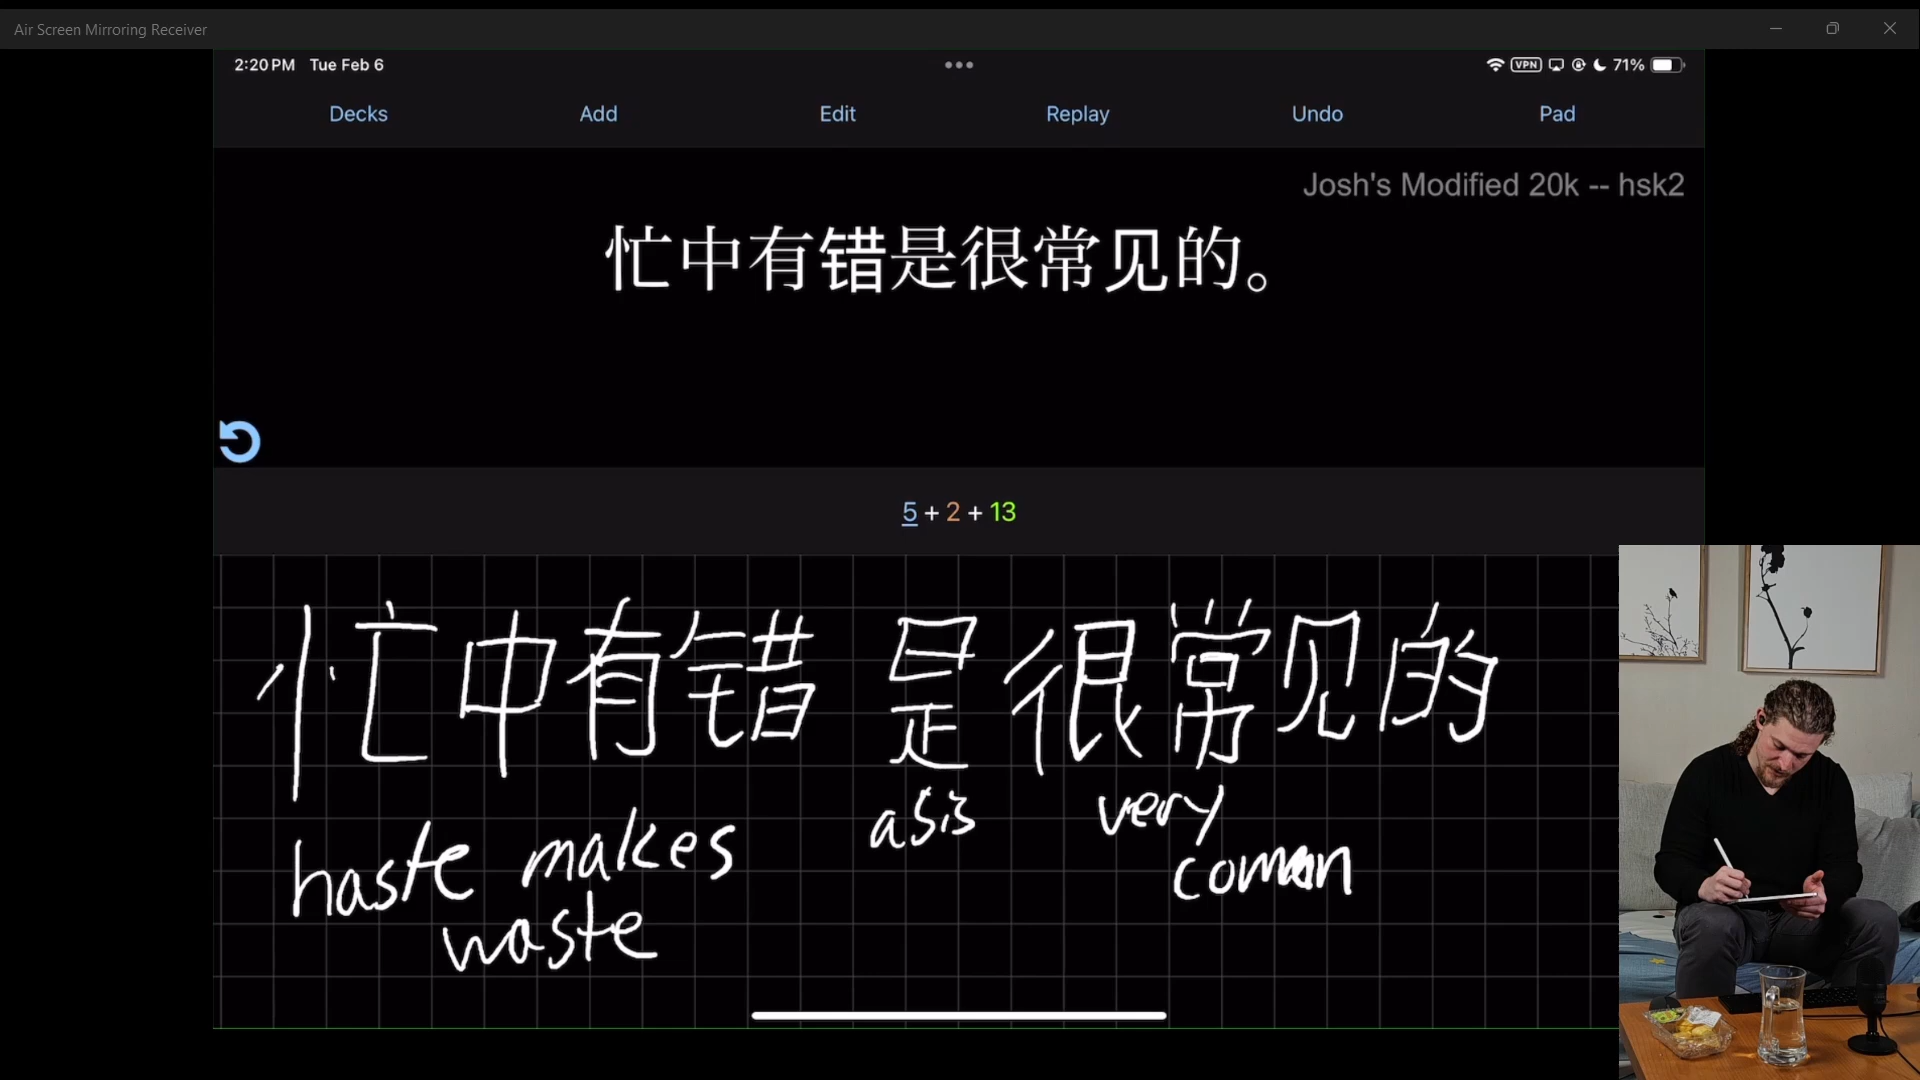 Air Screen Mirroring Receiver
2:20 PM Tue Feb 6
VPN 71%
Decks Add Edit Replay Undo Pad
Josh's Modified 20k -- hsk2
忙中有错是很常见的。
5 + 2 + 13
忙中有错 是很常见的
haste makes waste
as is
very
comman